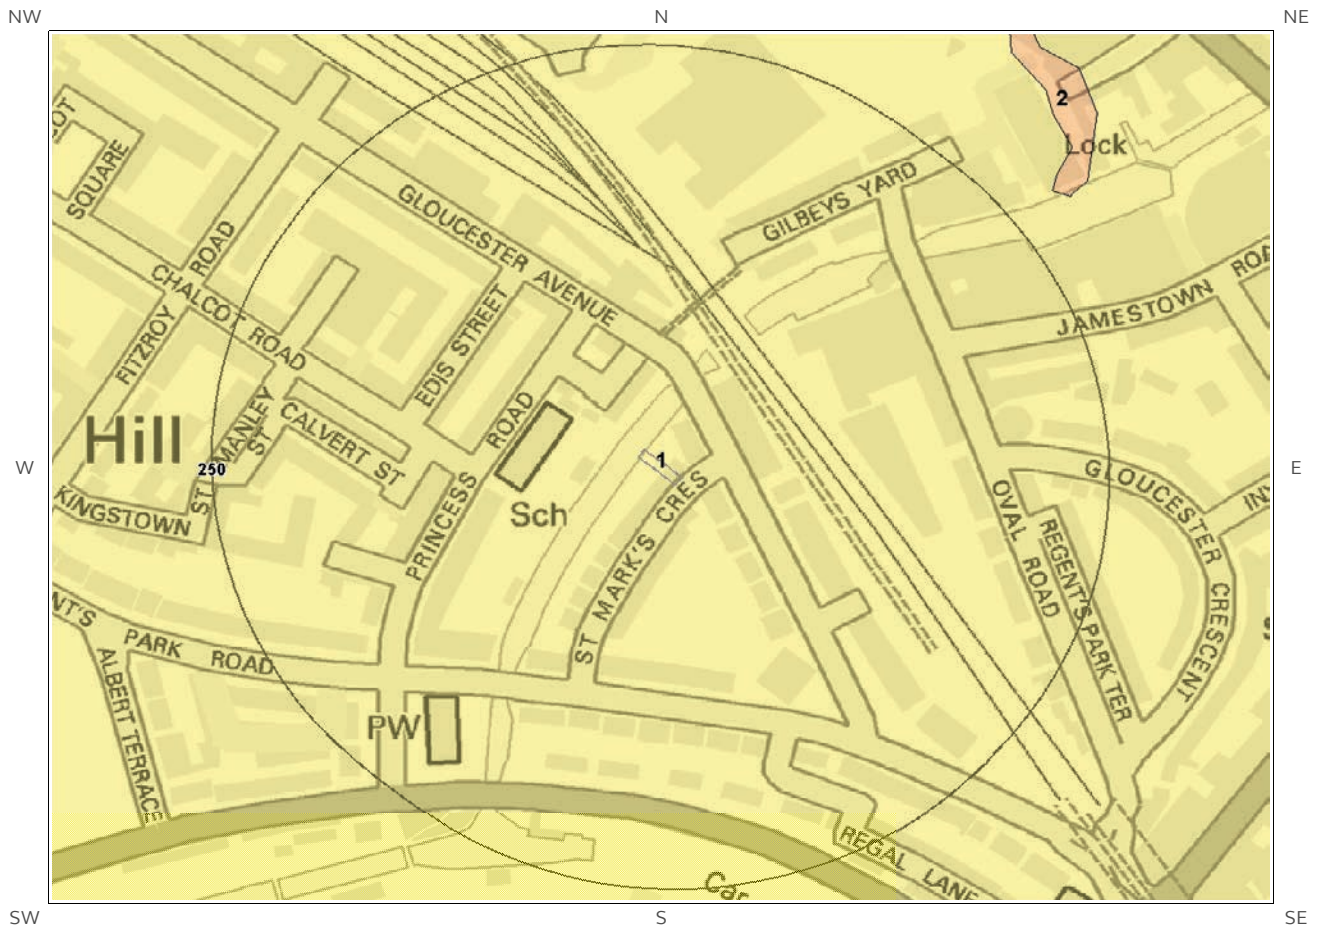 NW
N
NE
2
Lock
OT
SQUARE
GLOUCESTER AVENUE
GILBEYS YARD
FITZROY ROAD
CHALCOT ROAD
EDIS STREET
JAMESTOWN ROA
Hill
MANLEY ST
CALVERT ST
PRINCESS ROAD
W
250
1
E
KINGSTOWN ST
Sch
ST MARK'S CRES
OVAL ROAD
GLOUCESTER CRESCENT
INV
REGENT'S PARK TER
S
NT'S PARK ROAD
ALBERT TERRACE
PW
REGAL LANE
Car
SW
S
SE